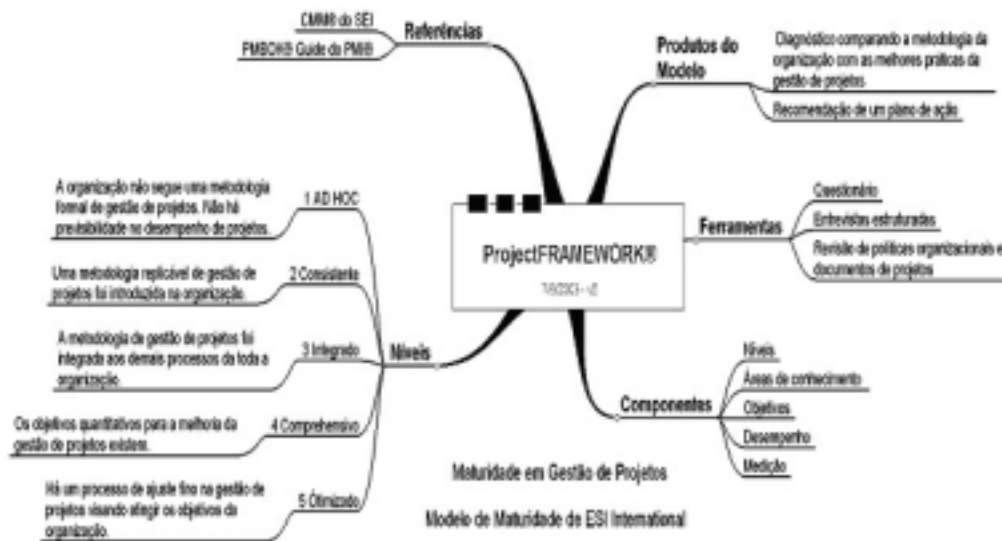 CMM® do SEI
PMBOK® Guide do PMI®
Referências
Produtos do
Modelo
Diagnóstico comparando a metodologia da
organização com as melhores práticas da
gestão de projetos
Recomendação de um plano de ação
A organização não segue uma metodologia
formal de gestão de projetos. Não há
previsibilidade no desempenho de projetos.
1 AD HOC
Uma metodologia replicável de gestão de
projetos foi introduzida na organização.
2 Consistente
A metodologia de gestão de projetos foi
integrada aos demais processos da toda a
organização.
3 Integrado
Os objetivos quantitativos para a melhoria da
gestão de projetos existem.
4 Comprehensivo
Há um processo de ajuste fino na gestão de
projetos visando atingir os objetivos da
organização.
5 Otimizado
Níveis
ProjectFRAMEWORK®
Ferramentas
Questionário
Entrevistas estruturadas
Revisão de políticas organizacionais e
documentos de projetos
Componentes
Níveis
Áreas de conhecimento
Objetivos
Desempenho
Medição
Maturidade em Gestão de Projetos
Modelo de Maturidade de ESI International